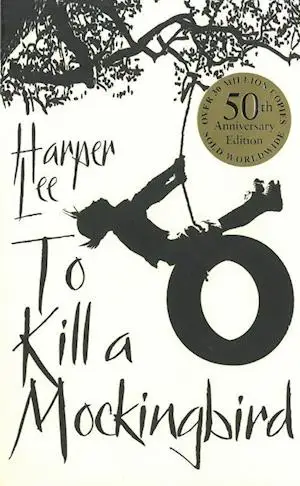 OVER 30 MILLION COPIES
SOLD WORLDWIDE
50th
Anniversary
Edition
Harper
Lee
To
Kill a
Mockingbird